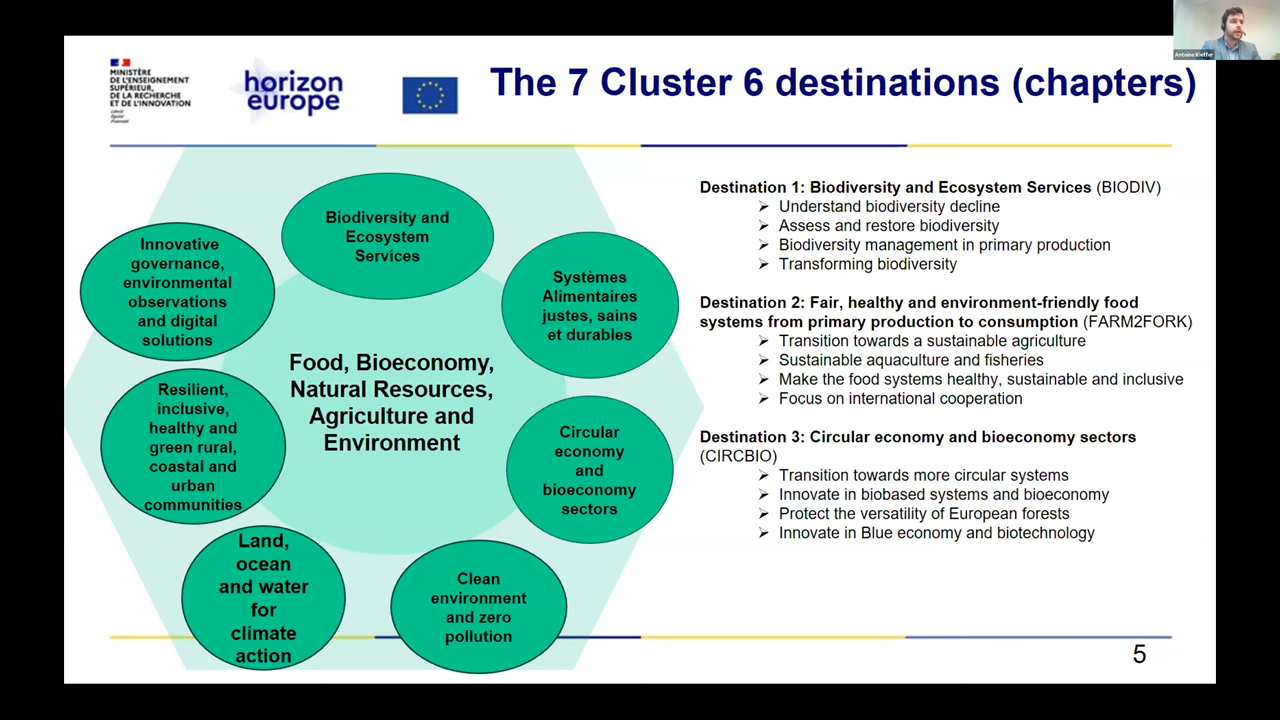 Antoine Kieffer
MINISTÈRE
DE L'ENSEIGNEMENT
SUPÉRIEUR,
DE LA RECHERCHE
ET DE L'INNOVATION
Liberté
Égalité
Fraternité
horizon
europe
The 7 Cluster 6 destinations (chapters)
Biodiversity and
Ecosystem
Services
Innovative
governance,
environmental
observations
and digital
solutions
Systèmes
Alimentaires
justes, sains
et durables
Food, Bioeconomy,
Natural Resources,
Agriculture and
Environment
Resilient,
inclusive,
healthy and
green rural,
coastal and
urban
communities
Circular
economy
and
bioeconomy
sectors
Land,
ocean
and water
for
climate
action
Clean
environment
and zero
pollution
Destination 1: Biodiversity and Ecosystem Services (BIODIV)
➢ Understand biodiversity decline
➢ Assess and restore biodiversity
➢ Biodiversity management in primary production
➢ Transforming biodiversity
Destination 2: Fair, healthy and environment-friendly food
systems from primary production to consumption (FARM2FORK)
➢ Transition towards a sustainable agriculture
➢ Sustainable aquaculture and fisheries
➢ Make the food systems healthy, sustainable and inclusive
➢ Focus on international cooperation
Destination 3: Circular economy and bioeconomy sectors
(CIRCBIO)
➢ Transition towards more circular systems
➢ Innovate in biobased systems and bioeconomy
➢ Protect the versatility of European forests
➢ Innovate in Blue economy and biotechnology
5